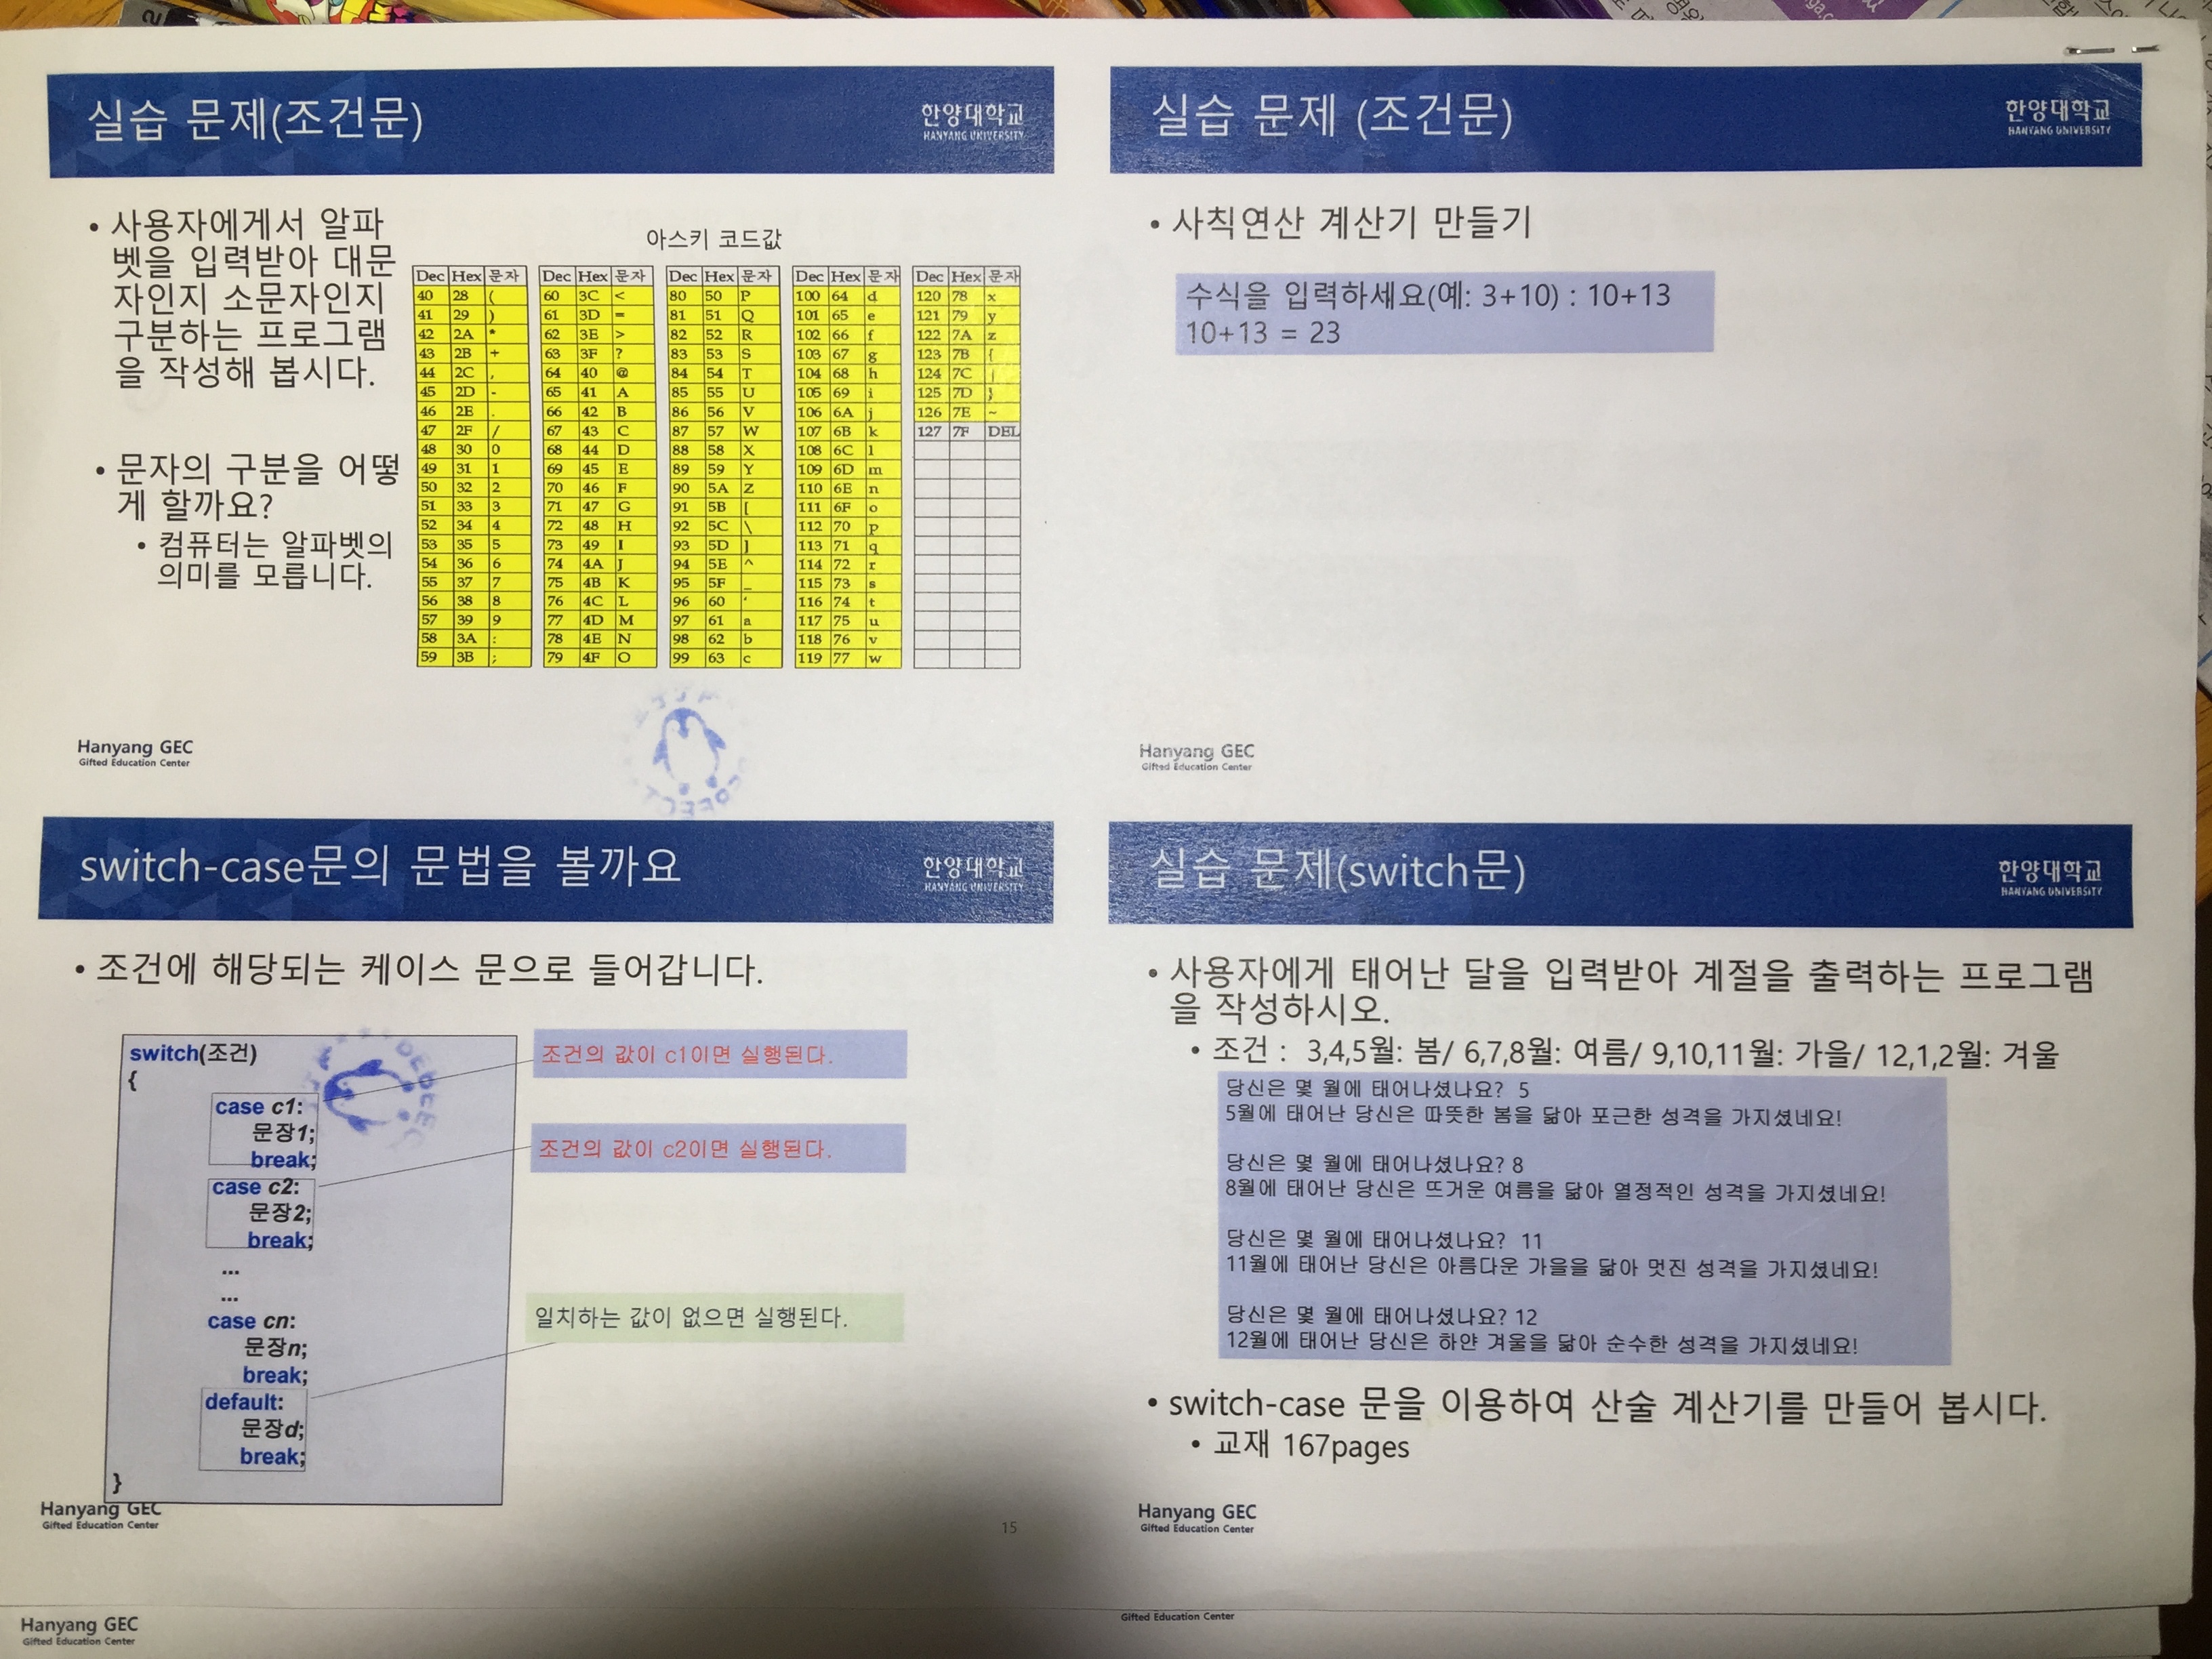 실습 문제(조건문)
한양대학교
HANYANG UNIVERSITY
• 사용자에게서 알파
벳을 입력받아 대문
자인지 소문자인지
구분하는 프로그램
을 작성해 봅시다.
• 문자의 구분을 어떻
게 할까요?
• 컴퓨터는 알파벳의
의미를 모릅니다.
아스키 코드값
Dec Hex 문자 Dec Hex 문자 Dec Hex 문자 Dec Hex 문자 Dec Hex 문자
40 28 ( 60 3C < 80 50 P 100 64 d 120 78 x
41 29 ) 61 3D = 81 51 Q 101 65 e 121 79 y
42 2A * 62 3E > 82 52 R 102 66 f 122 7A z
43 2B + 63 3F ? 83 53 S 103 67 g 123 7B {
44 2C , 64 40 @ 84 54 T 104 68 h 124 7C |
45 2D - 65 41 A 85 55 U 105 69 i 125 7D }
46 2E . 66 42 B 86 56 V 106 6A j 126 7E ~
47 2F / 67 43 C 87 57 W 107 6B k 127 7F DEL
48 30 0 68 44 D 88 58 X 108 6C l
49 31 1 69 45 E 89 59 Y 109 6D m
50 32 2 70 46 F 90 5A Z 110 6E n
51 33 3 71 47 G 91 5B [ 111 6F o
52 34 4 72 48 H 92 5C \ 112 70 p
53 35 5 73 49 I 93 5D ] 113 71 q
54 36 6 74 4A J 94 5E ^ 114 72 r
55 37 7 75 4B K 95 5F _ 115 73 s
56 38 8 76 4C L 96 60 ‘ 116 74 t
57 39 9 77 4D M 97 61 a 117 75 u
58 3A : 78 4E N 98 62 b 118 76 v
59 3B ; 79 4F O 99 63 c 119 77 w
Hanyang GEC
Gifted Education Center
실습 문제 (조건문)
한양대학교
HANYANG UNIVERSITY
• 사칙연산 계산기 만들기
수식을 입력하세요(예: 3+10) : 10+13
10+13 = 23
Hanyang GEC
Gifted Education Center
switch-case문의 문법을 볼까요
한양대학교
HANYANG UNIVERSITY
• 조건에 해당되는 케이스 문으로 들어갑니다.
switch(조건)
{
case c1:
문장1;
break;
case c2:
문장2;
break;
...
...
case cn:
문장n;
break;
default:
문장d;
break;
}
조건의 값이 c1이면 실행된다.
조건의 값이 c2이면 실행된다.
일치하는 값이 없으면 실행된다.
Hanyang GEC
Gifted Education Center
15
실습 문제(switch문)
한양대학교
HANYANG UNIVERSITY
• 사용자에게 태어난 달을 입력받아 계절을 출력하는 프로그램
을 작성하시오.
• 조건 : 3,4,5월: 봄/ 6,7,8월: 여름/ 9,10,11월: 가을/ 12,1,2월: 겨울
당신은 몇 월에 태어나셨나요? 5
5월에 태어난 당신은 따뜻한 봄을 닮아 포근한 성격을 가지셨네요!
당신은 몇 월에 태어나셨나요? 8
8월에 태어난 당신은 뜨거운 여름을 닮아 열정적인 성격을 가지셨네요!
당신은 몇 월에 태어나셨나요? 11
11월에 태어난 당신은 아름다운 가을을 닮아 멋진 성격을 가지셨네요!
당신은 몇 월에 태어나셨나요? 12
12월에 태어난 당신은 하얀 겨울을 닮아 순수한 성격을 가지셨네요!
• switch-case 문을 이용하여 산술 계산기를 만들어 봅시다.
• 교재 167pages
Hanyang GEC
Gifted Education Center
Hanyang GEC
Gifted Education Center
Gifted Education Center